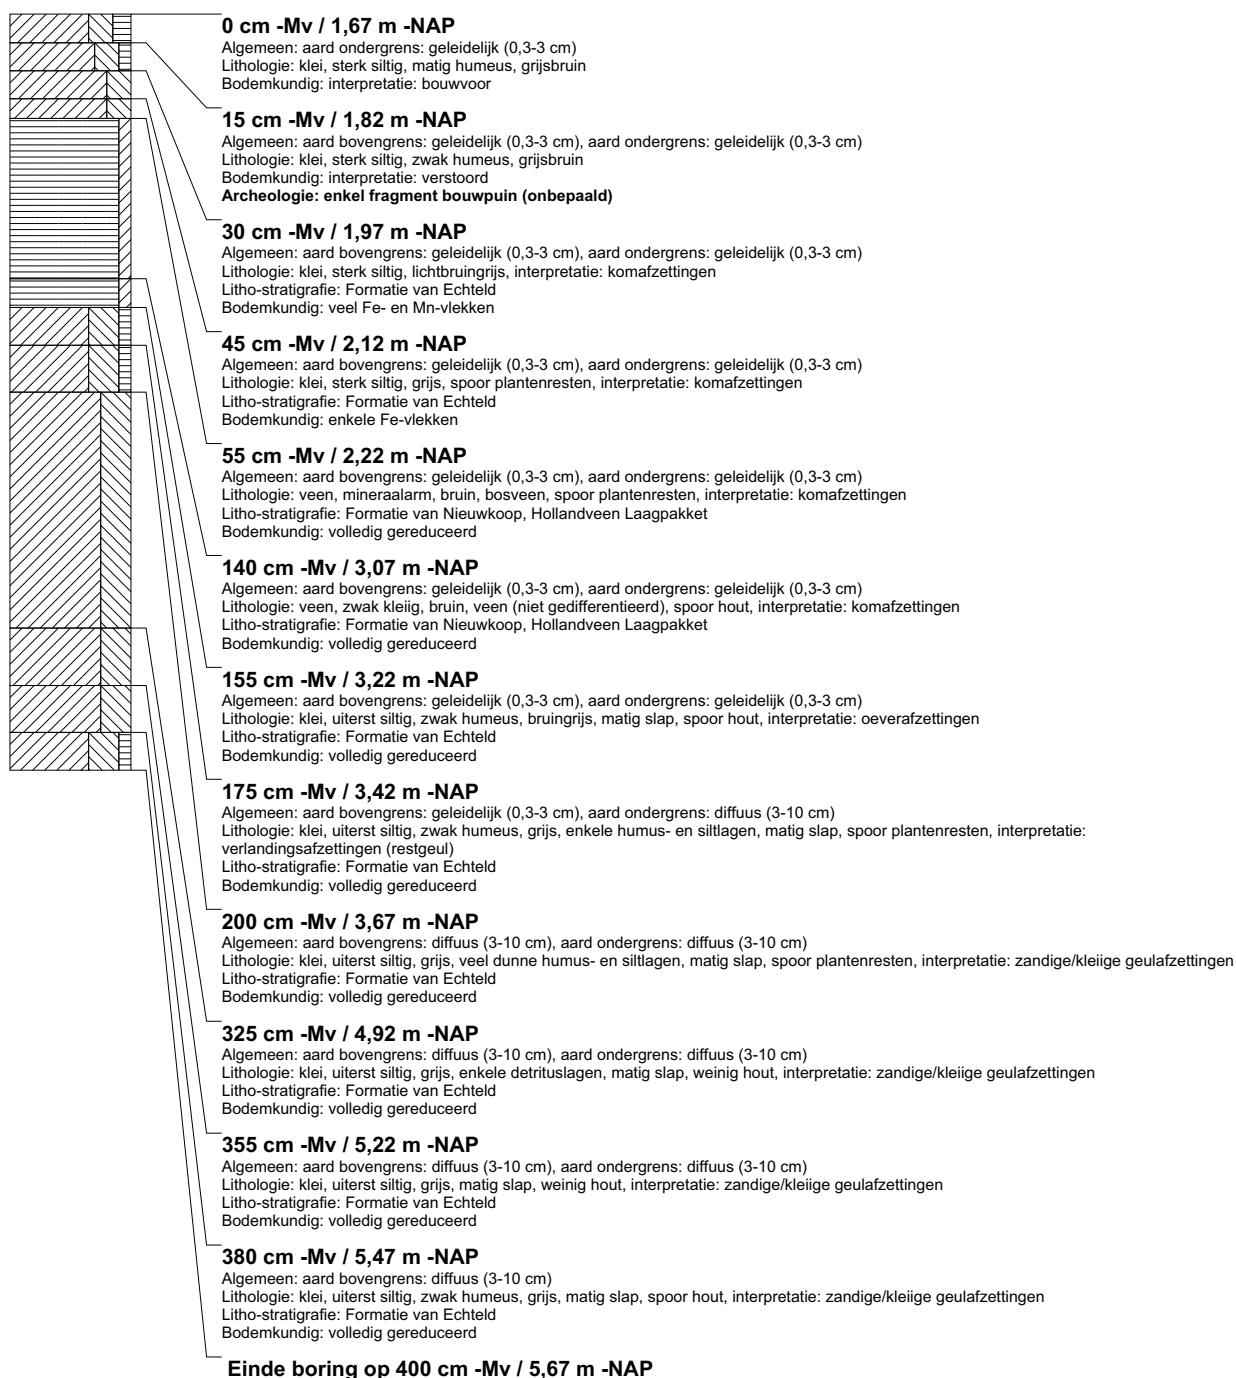 0 cm -Mv / 1,67 m -NAP
Algemeen: aard ondergrens: geleidelijk (0,3-3 cm)
Lithologie: klei, sterk siltig, matig humeus, grijsbruin
Bodemkundig: interpretatie: bouwvoor
15 cm -Mv / 1,82 m -NAP
Algemeen: aard bovengrens: geleidelijk (0,3-3 cm), aard ondergrens: geleidelijk (0,3-3 cm)
Lithologie: klei, sterk siltig, zwak humeus, grijsbruin
Bodemkundig: interpretatie: verstoord
Archeologie: enkel fragment bouwpuin (onbepaald)
30 cm -Mv / 1,97 m -NAP
Algemeen: aard bovengrens: geleidelijk (0,3-3 cm), aard ondergrens: geleidelijk (0,3-3 cm)
Lithologie: klei, sterk siltig, lichtbruingrijs, interpretatie: komafzettingen
Litho-stratigrafie: Formatie van Echteld
Bodemkundig: veel Fe- en Mn-vlekken
45 cm -Mv / 2,12 m -NAP
Algemeen: aard bovengrens: geleidelijk (0,3-3 cm), aard ondergrens: geleidelijk (0,3-3 cm)
Lithologie: klei, sterk siltig, grijs, spoor plantenresten, interpretatie: komafzettingen
Litho-stratigrafie: Formatie van Echteld
Bodemkundig: enkele Fe-vlekken
55 cm -Mv / 2,22 m -NAP
Algemeen: aard bovengrens: geleidelijk (0,3-3 cm), aard ondergrens: geleidelijk (0,3-3 cm)
Lithologie: veen, mineraalarm, bruin, bosveen, spoor plantenresten, interpretatie: komafzettingen
Litho-stratigrafie: Formatie van Nieuwkoop, Hollandveen Laagpakket
Bodemkundig: volledig gereduceerd
140 cm -Mv / 3,07 m -NAP
Algemeen: aard bovengrens: geleidelijk (0,3-3 cm), aard ondergrens: geleidelijk (0,3-3 cm)
Lithologie: veen, zwak kleiig, bruin, veen (niet gedifferentieerd), spoor hout, interpretatie: komafzettingen
Litho-stratigrafie: Formatie van Nieuwkoop, Hollandveen Laagpakket
Bodemkundig: volledig gereduceerd
155 cm -Mv / 3,22 m -NAP
Algemeen: aard bovengrens: geleidelijk (0,3-3 cm), aard ondergrens: geleidelijk (0,3-3 cm)
Lithologie: klei, uiterst siltig, zwak humeus, bruingrijs, matig slap, spoor hout, interpretatie: oeverafzettingen
Litho-stratigrafie: Formatie van Echteld
Bodemkundig: volledig gereduceerd
175 cm -Mv / 3,42 m -NAP
Algemeen: aard bovengrens: geleidelijk (0,3-3 cm), aard ondergrens: diffuus (3-10 cm)
Lithologie: klei, uiterst siltig, zwak humeus, grijs, enkele humus- en siltlagen, matig slap, spoor plantenresten, interpretatie:
verlandingsafzettingen (restgeul)
Litho-stratigrafie: Formatie van Echteld
Bodemkundig: volledig gereduceerd
200 cm -Mv / 3,67 m -NAP
Algemeen: aard bovengrens: diffuus (3-10 cm), aard ondergrens: diffuus (3-10 cm)
Lithologie: klei, uiterst siltig, grijs, veel dunne humus- en siltlagen, matig slap, spoor plantenresten, interpretatie: zandige/kleiige geulafzettingen
Litho-stratigrafie: Formatie van Echteld
Bodemkundig: volledig gereduceerd
325 cm -Mv / 4,92 m -NAP
Algemeen: aard bovengrens: diffuus (3-10 cm), aard ondergrens: diffuus (3-10 cm)
Lithologie: klei, uiterst siltig, grijs, enkele detrituslagen, matig slap, weinig hout, interpretatie: zandige/kleiige geulafzettingen
Litho-stratigrafie: Formatie van Echteld
Bodemkundig: volledig gereduceerd
355 cm -Mv / 5,22 m -NAP
Algemeen: aard bovengrens: diffuus (3-10 cm), aard ondergrens: diffuus (3-10 cm)
Lithologie: klei, uiterst siltig, grijs, matig slap, weinig hout, interpretatie: zandige/kleiige geulafzettingen
Litho-stratigrafie: Formatie van Echteld
Bodemkundig: volledig gereduceerd
380 cm -Mv / 5,47 m -NAP
Algemeen: aard bovengrens: diffuus (3-10 cm)
Lithologie: klei, uiterst siltig, zwak humeus, grijs, matig slap, spoor hout, interpretatie: zandige/kleiige geulafzettingen
Litho-stratigrafie: Formatie van Echteld
Bodemkundig: volledig gereduceerd
Einde boring op 400 cm -Mv / 5,67 m -NAP